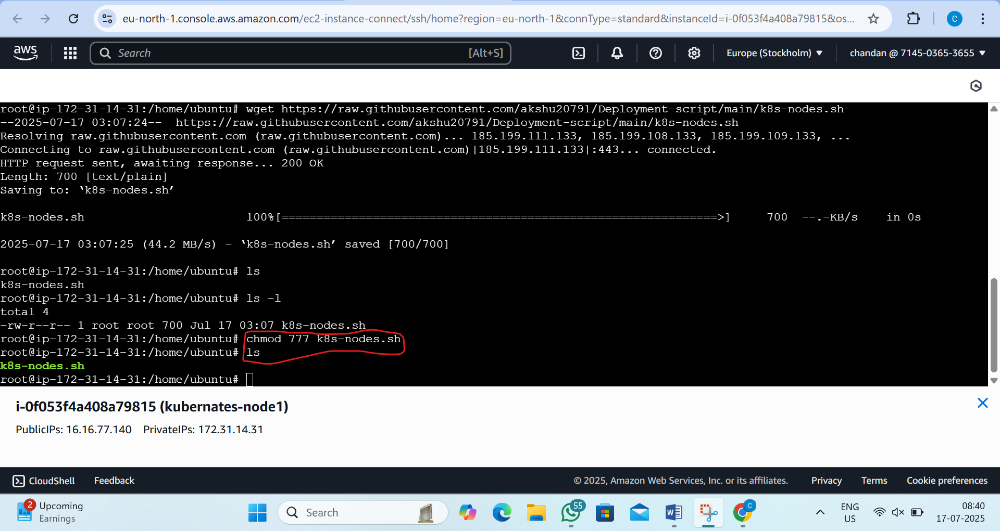 eu-north-1.console.aws.amazon.com/ec2-instance-connect/ssh/home?region=eu-north-1&connType=standard&instanceId=i-0f053f4a408a79815&os...
C
aws
Search
[Alt+S]
Europe (Stockholm)
chandan @ 7145-0365-3655
root@ip-172-31-14-31:/home/ubuntu# wget https://raw.githubusercontent.com/akshu20791/Deployment-script/main/k8s-nodes.sh
--2025-07-17 03:07:24--  https://raw.githubusercontent.com/akshu20791/Deployment-script/main/k8s-nodes.sh
Resolving raw.githubusercontent.com (raw.githubusercontent.com)... 185.199.111.133, 185.199.108.133, 185.199.109.133, ...
Connecting to raw.githubusercontent.com (raw.githubusercontent.com)|185.199.111.133|:443... connected.
HTTP request sent, awaiting response... 200 OK
Length: 700 [text/plain]
Saving to: ‘k8s-nodes.sh’
k8s-nodes.sh 100%[==============================================================>] 700 --.-KB/s in 0s
2025-07-17 03:07:25 (44.2 MB/s) - ‘k8s-nodes.sh’ saved [700/700]
root@ip-172-31-14-31:/home/ubuntu# ls
k8s-nodes.sh
root@ip-172-31-14-31:/home/ubuntu# ls -l
total 4
-rw-r--r-- 1 root root 700 Jul 17 03:07 k8s-nodes.sh
root@ip-172-31-14-31:/home/ubuntu# chmod 777 k8s-nodes.sh
root@ip-172-31-14-31:/home/ubuntu# ls
k8s-nodes.sh
root@ip-172-31-14-31:/home/ubuntu#
i-0f053f4a408a79815 (kubernates-node1)
PublicIPs: 16.16.77.140 PrivateIPs: 172.31.14.31
CloudShell
Feedback
© 2025, Amazon Web Services, Inc. or its affiliates.
Privacy
Terms
Cookie preferences
2
Upcoming
Earnings
Search
55
W
C
ENG
US
08:40
17-07-2025